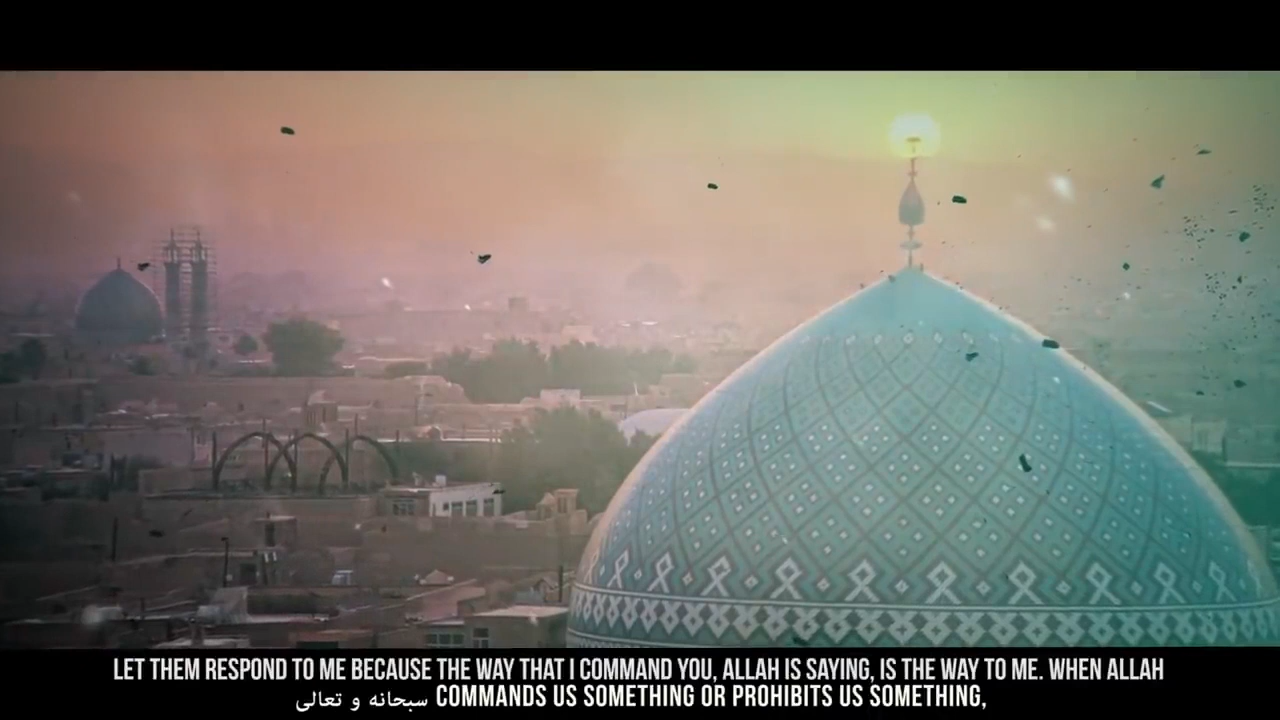 LET THEM RESPOND TO ME BECAUSE THE WAY THAT I COMMAND YOU, ALLAH IS SAYING, IS THE WAY TO ME. WHEN ALLAH
سبحانه و تعالی COMMANDS US SOMETHING OR PROHIBITS US SOMETHING,